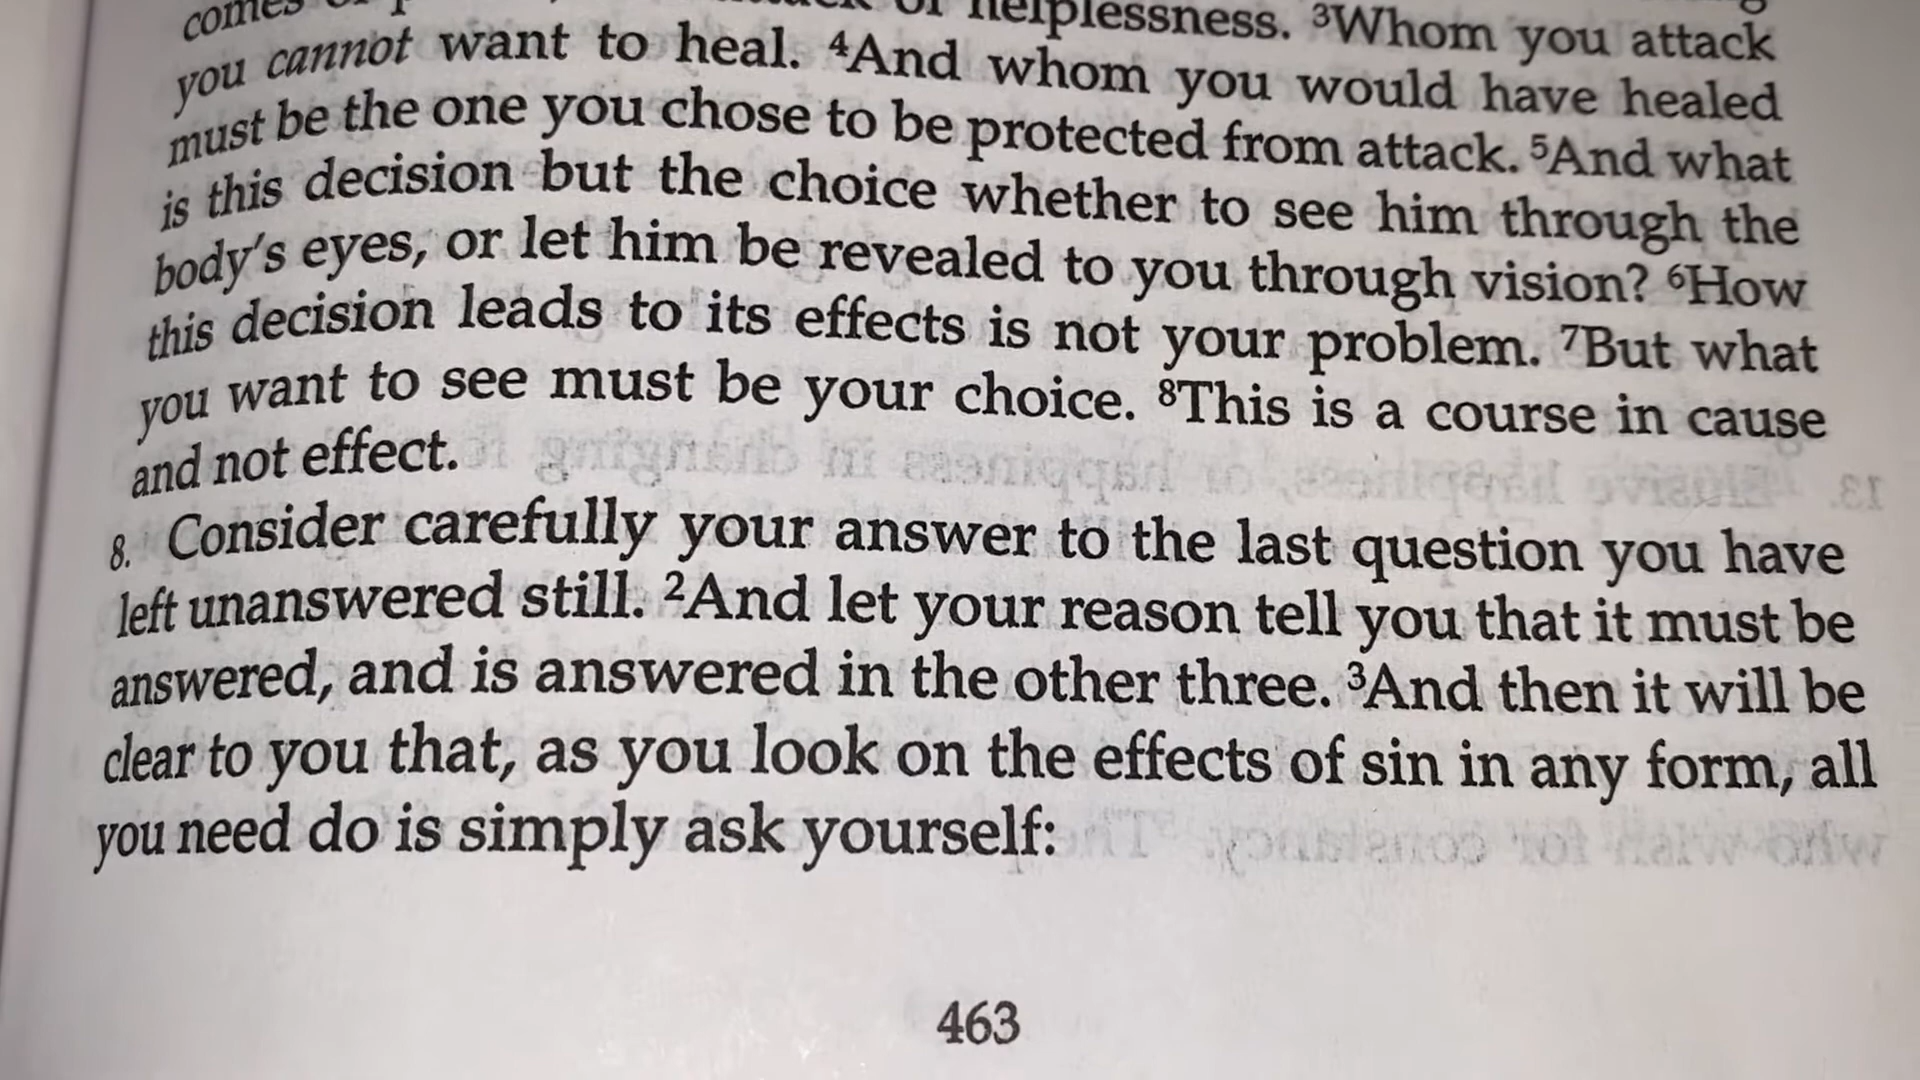 comes or helplessness. ³Whom you attack
you cannot want to heal. ⁴And whom you would have healed
must be the one you chose to be protected from attack. ⁵And what
is this decision but the choice whether to see him through the
body's eyes, or let him be revealed to you through vision? ⁶How
this decision leads to its effects is not your problem. ⁷But what
you want to see must be your choice. ⁸This is a course in cause
and not effect.
8. Consider carefully your answer to the last question you have
left unanswered still. ²And let your reason tell you that it must be
answered, and is answered in the other three. ³And then it will be
clear to you that, as you look on the effects of sin in any form, all
you need do is simply ask yourself:
463